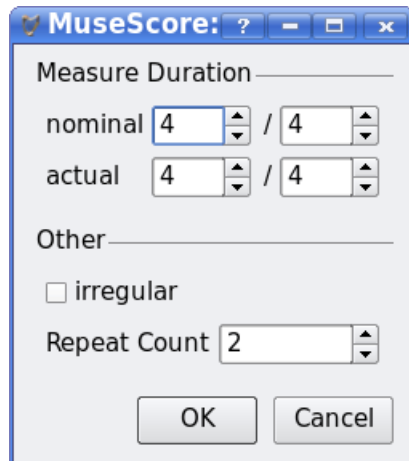 MuseScore: ?
Measure Duration
nominal 4 / 4
actual 4 / 4
Other
irregular
Repeat Count 2
OK Cancel